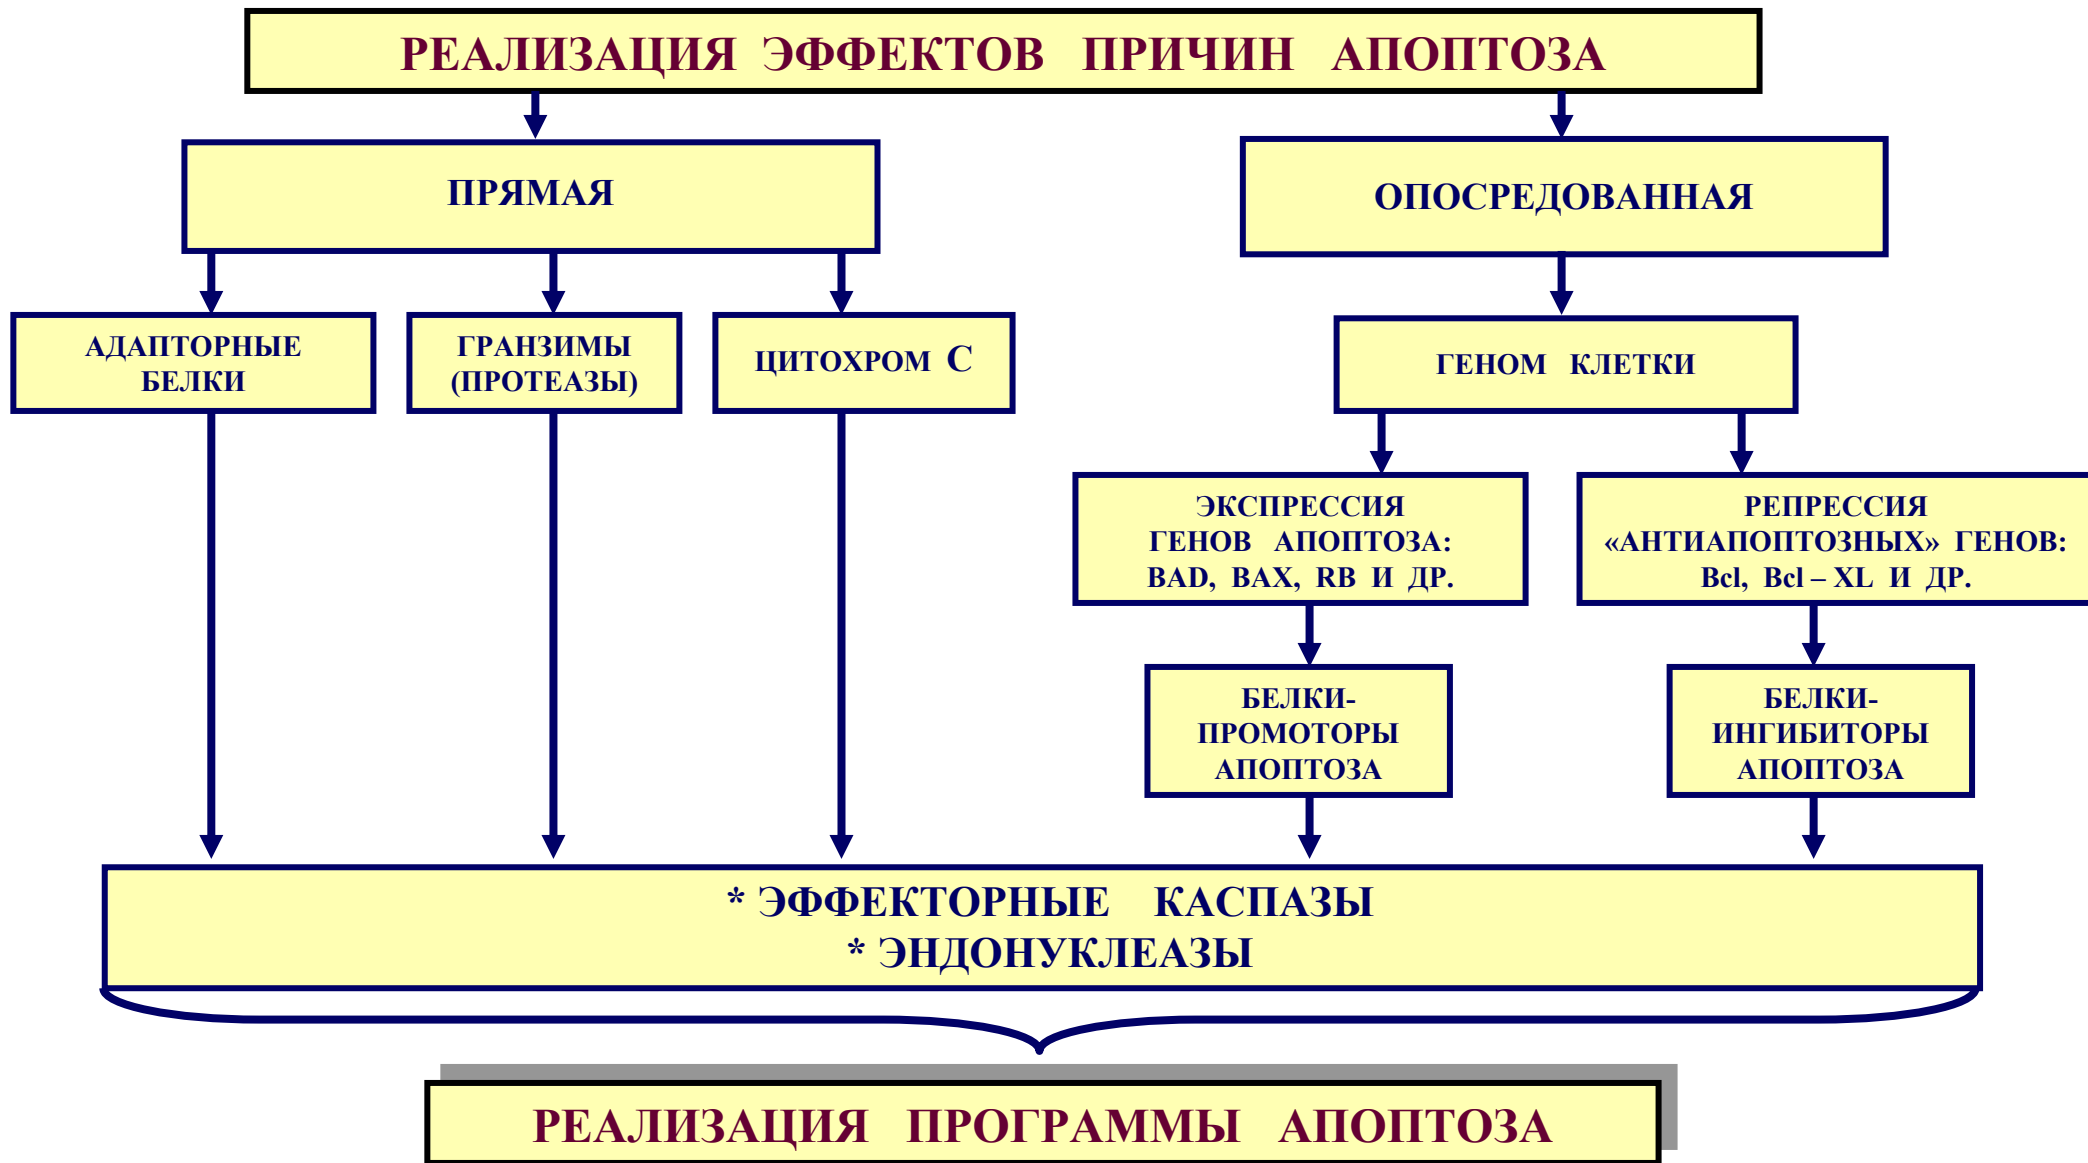 РЕАЛИЗАЦИЯ ЭФФЕКТОВ ПРИЧИН АПОПТОЗА
ПРЯМАЯ
ОПОСРЕДОВАННАЯ
АДАПТОРНЫЕ
БЕЛКИ
ГРАНЗИМЫ
(ПРОТЕАЗЫ)
ЦИТОХРОМ С
ГЕНОМ КЛЕТКИ
ЭКСПРЕССИЯ
ГЕНОВ АПОПТОЗА:
BAD, BAX, RB И ДР.
РЕПРЕССИЯ
«АНТИАПОПТОЗНЫХ» ГЕНОВ:
Bcl, Bcl – XL И ДР.
БЕЛКИ-
ПРОМОТОРЫ
АПОПТОЗА
БЕЛКИ-
ИНГИБИТОРЫ
АПОПТОЗА
* ЭФФЕКТОРНЫЕ КАСПАЗЫ
* ЭНДОНУКЛЕАЗЫ
РЕАЛИЗАЦИЯ ПРОГРАММЫ АПОПТОЗА